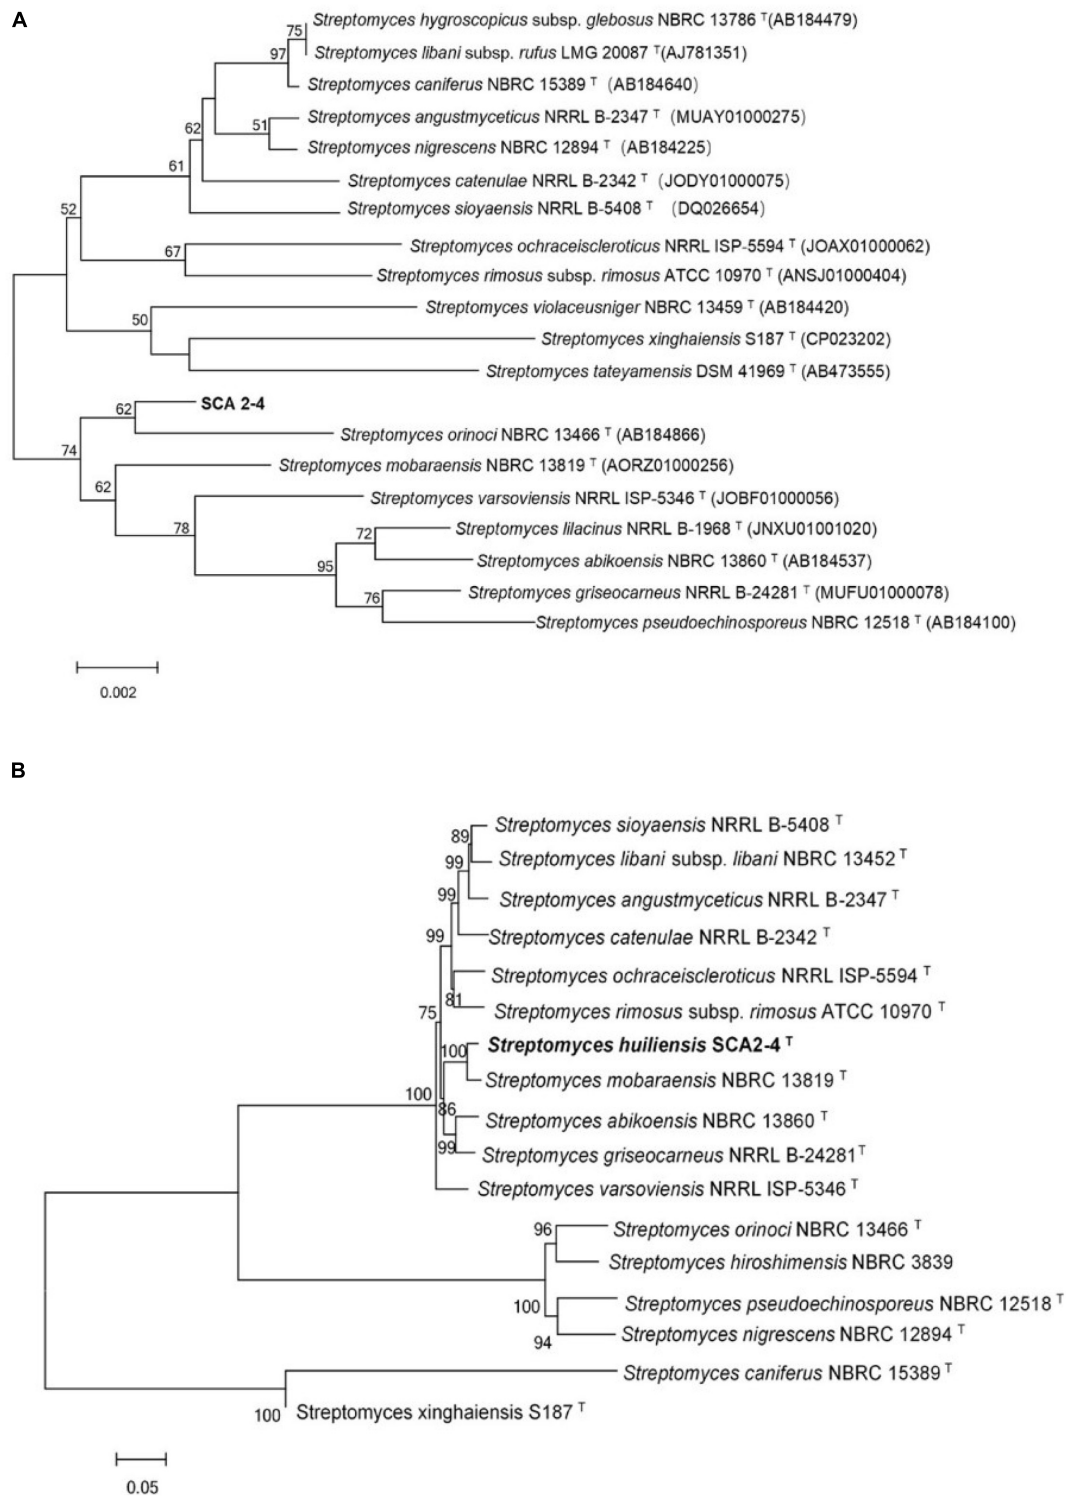 A
75
Streptomyces hygroscopicus subsp. glebosus NBRC 13786 T(AB184479)
97
Streptomyces libani subsp. rufus LMG 20087 T(AJ781351)
Streptomyces caniferus NBRC 15389 T (AB184640)
62
51
Streptomyces angustmyceticus NRRL B-2347 T (MUAY01000275)
Streptomyces nigrescens NBRC 12894 T (AB184225)
61
Streptomyces catenulae NRRL B-2342 T (JODY01000075)
52
Streptomyces sioyaensis NRRL B-5408 T (DQ026654)
67
Streptomyces ochraceiscleroticus NRRL ISP-5594 T (JOAX01000062)
Streptomyces rimosus subsp. rimosus ATCC 10970 T (ANSJ01000404)
50
Streptomyces violaceusniger NBRC 13459 T (AB184420)
Streptomyces xinghaiensis S187 T (CP023202)
Streptomyces tateyamensis DSM 41969 T (AB473555)
62
SCA 2-4
Streptomyces orinoci NBRC 13466 T (AB184866)
74
Streptomyces mobaraensis NBRC 13819 T (AORZ01000256)
62
Streptomyces varsoviensis NRRL ISP-5346 T (JOBF01000056)
78
72
Streptomyces lilacinus NRRL B-1968 T (JNXU01001020)
Streptomyces abikoensis NBRC 13860 T (AB184537)
95
76
Streptomyces griseocarneus NRRL B-24281 T (MUFU01000078)
Streptomyces pseudoechinosporeus NBRC 12518 T (AB184100)
0.002
B
Streptomyces sioyaensis NRRL B-5408 T
89
Streptomyces libani subsp. libani NBRC 13452 T
99
Streptomyces angustmyceticus NRRL B-2347 T
99
Streptomyces catenulae NRRL B-2342 T
99
Streptomyces ochraceiscleroticus NRRL ISP-5594 T
81
Streptomyces rimosus subsp. rimosus ATCC 10970 T
75
Streptomyces huiliensis SCA2-4 T
100
Streptomyces mobaraensis NBRC 13819 T
100
86
Streptomyces abikoensis NBRC 13860 T
99
Streptomyces griseocarneus NRRL B-24281 T
Streptomyces varsoviensis NRRL ISP-5346 T
96
Streptomyces orinoci NBRC 13466 T
Streptomyces hiroshimensis NBRC 3839
100
Streptomyces pseudoechinosporeus NBRC 12518 T
94
Streptomyces nigrescens NBRC 12894 T
Streptomyces caniferus NBRC 15389 T
100
Streptomyces xinghaiensis S187 T
0.05